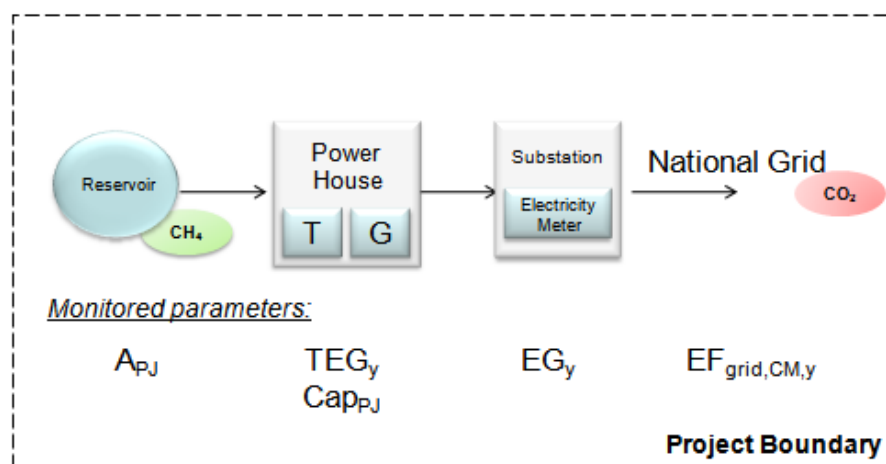 Reservoir
CH₄
Power
House
T G
Substation
Electricity
Meter
National Grid
CO₂
Monitored parameters:
A_PJ TEG_y EG_y EF_grid,CM,y
Cap_PJ
Project Boundary